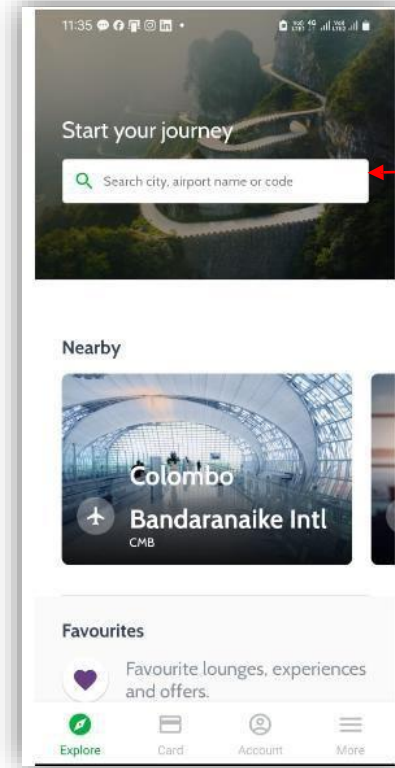 11:35
Start your journey
Search city, airport name or code
Nearby
Colombo
Bandaranaike Intl
CMB
Favourites
Favourite lounges, experiences
and offers.
Explore Card Account More